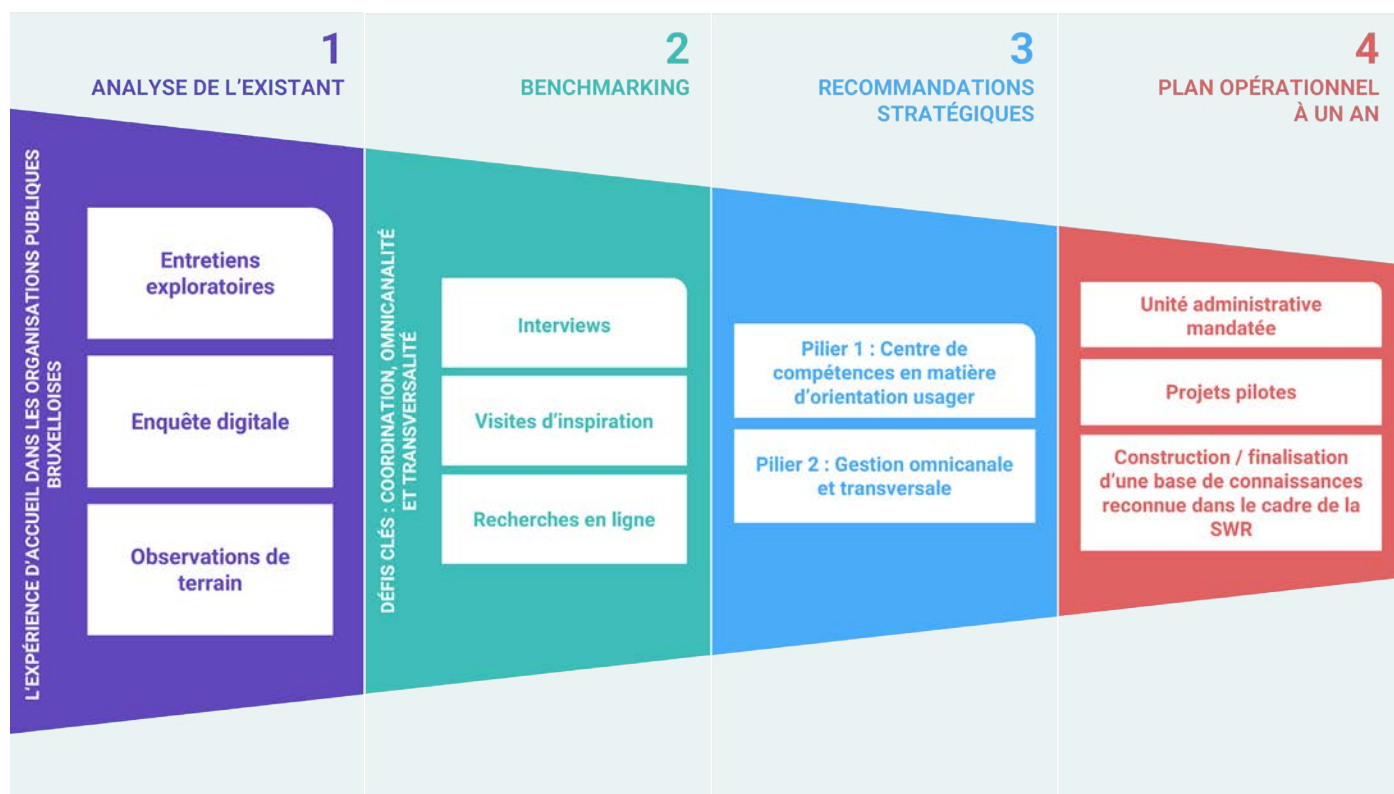 1
ANALYSE DE L'EXISTANT
L'EXPÉRIENCE D'ACCUEIL DANS LES ORGANISATIONS PUBLIQUES
BRUXELLOISES
Entretiens
exploratoires
Enquête digitale
Observations de
terrain
2
BENCHMARKING
DÉFIS CLÉS : COORDINATION, OMNICANALITÉ
ET TRANSVERSALITÉ
Interviews
Visites d'inspiration
Recherches en ligne
3
RECOMMANDATIONS
STRATÉGIQUES
Pilier 1 : Centre de
compétences en matière
d'orientation usager
Pilier 2 : Gestion omnicanale
et transversale
4
PLAN OPÉRATIONNEL
À UN AN
Unité administrative
mandatée
Projets pilotes
Construction / finalisation
d'une base de connaissances
reconnue dans le cadre de la
SWR